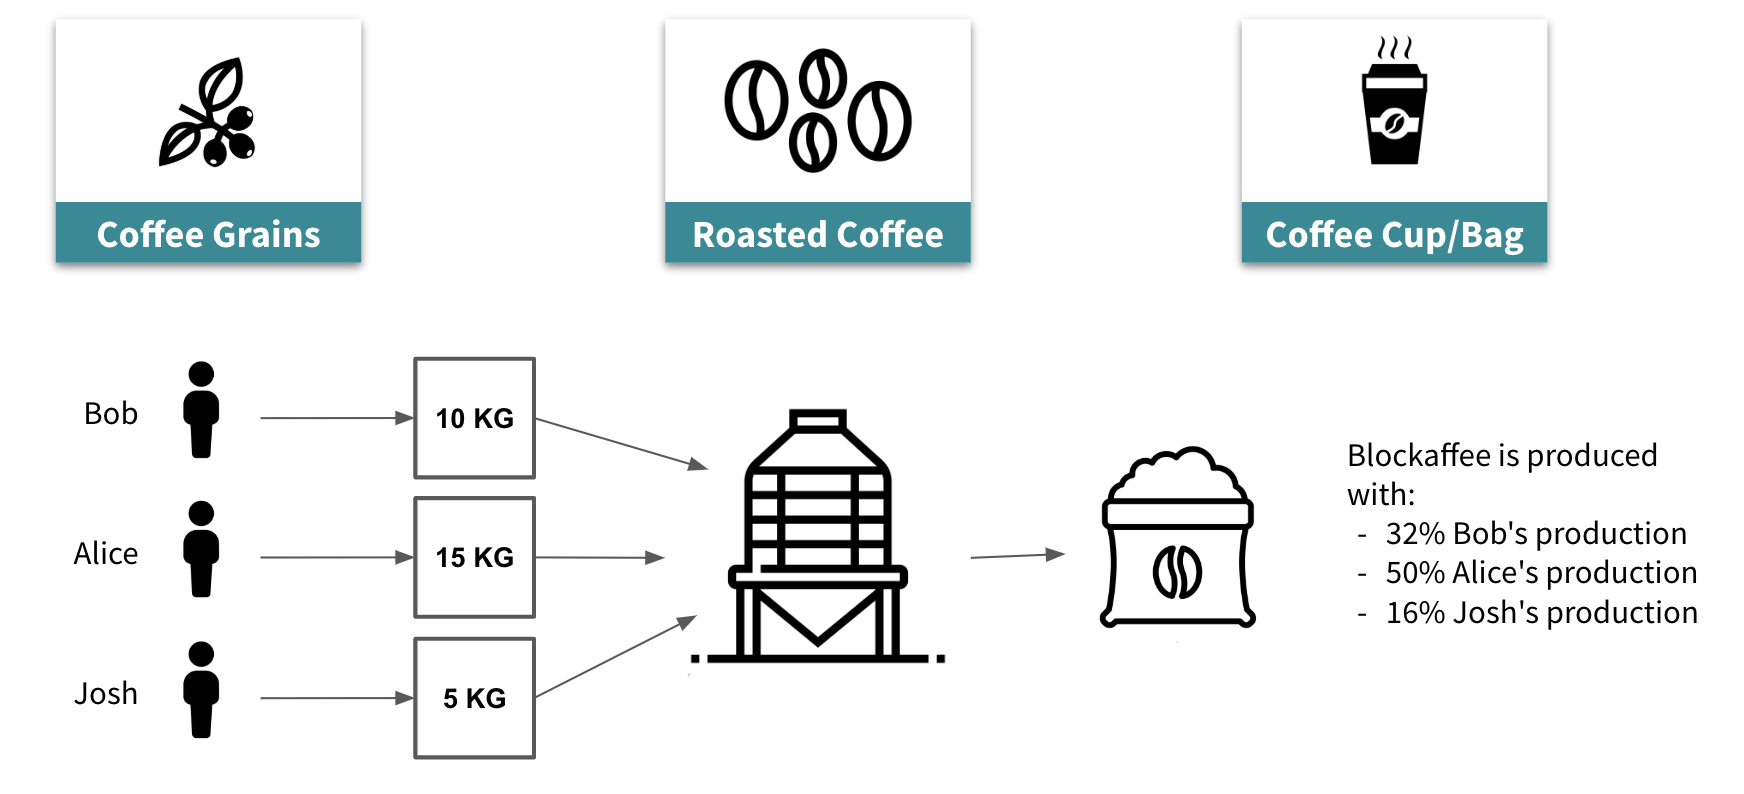 Coffee Grains
Roasted Coffee
Coffee Cup/Bag
Bob
10 KG
Alice
15 KG
Josh
5 KG
Blockaffee is produced
with:
- 32% Bob's production
- 50% Alice's production
- 16% Josh's production